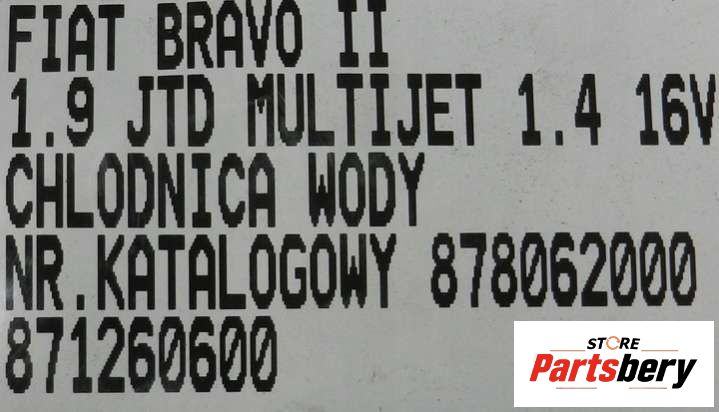 FIAT BRAVO II
1.9 JTD MULTIJET 1.4 16V
CHLODNICA WODY
NR.KATALOGOWY 878062000
871260600
STORE
Partsbery